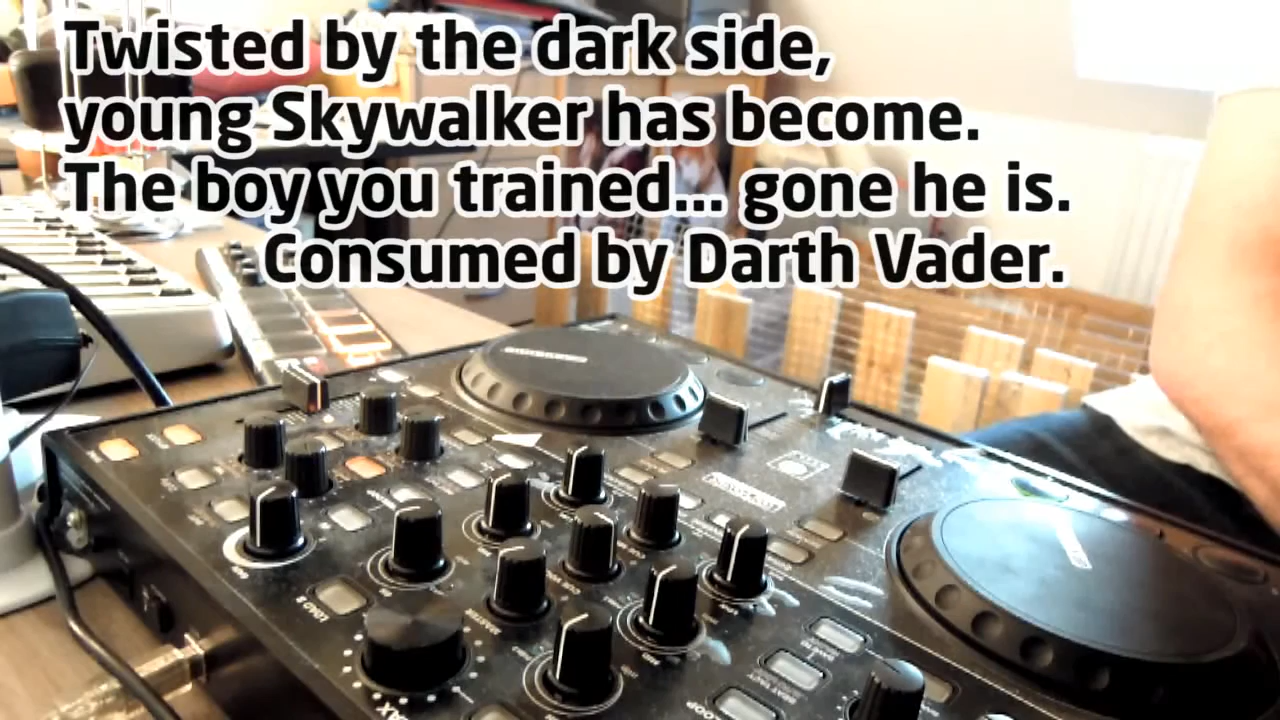 Twisted by the dark side,
young Skywalker has become.
The boy you trained... gone he is.
Consumed by Darth Vader.
LOAD B